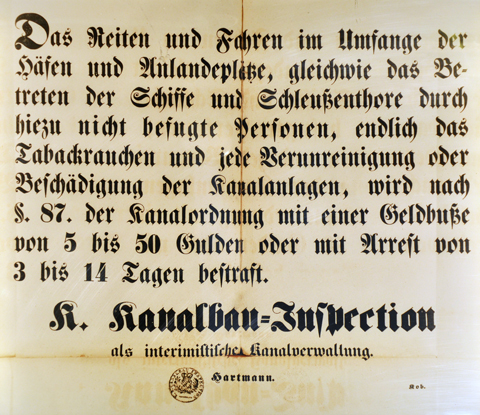 Das Reiten und Fahren im Umfange der
Häfen und Anlandeplätze, gleichwie das Be-
treten der Schiffe und Schleußenthore durch
hiezu nicht befugte Personen, endlich das
Tabackrauchen und jede Verunreinigung oder
Beschädigung der Kanalanlagen, wird nach
§. 87. der Kanalordnung mit einer Geldbuße
von 5 bis 50 Gulden oder mit Arrest von
3 bis 14 Tagen bestraft.
K. Kanalbau-Inspection
als interimistische Kanalverwaltung.
Hartmann.